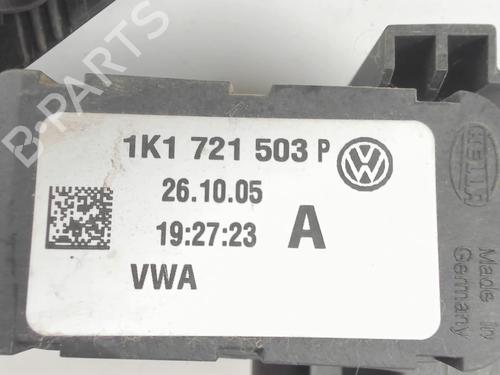 B-PARTS
1K1 721 503 P
26.10.05
19:27:23 A
VWA
HELLA
Made in
Germany